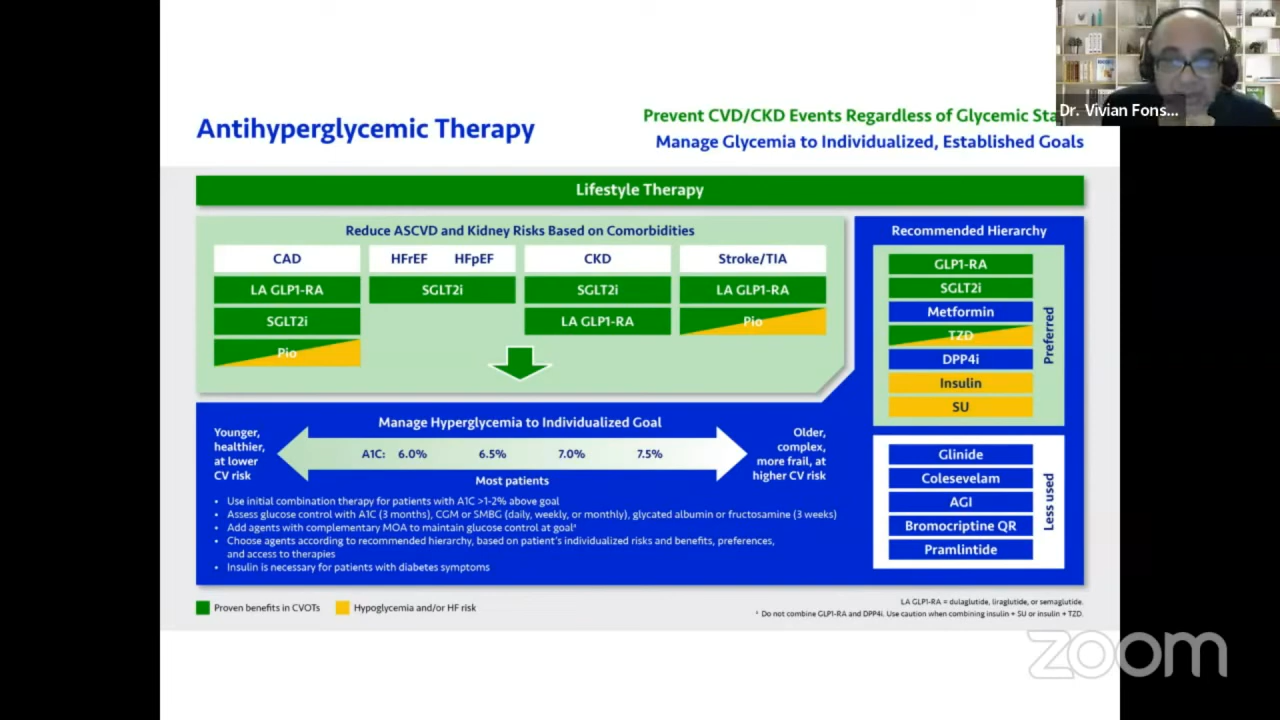 Dr. Vivian Fons...
Antihyperglycemic Therapy
Prevent CVD/CKD Events Regardless of Glycemic
Manage Glycemia to Individualized, Established Goals
Lifestyle Therapy
Reduce ASCVD and Kidney Risks Based on Comorbidities
CAD
LA GLP1-RA
SGLT2i
Pio
HFrEF HFpEF
SGLT2i
CKD
SGLT2i
LA GLP1-RA
Stroke/TIA
LA GLP1-RA
Pio
Recommended Hierarchy
GLP1-RA
SGLT2i
Metformin
TZD
DPP4i
Insulin
SU
Preferred
Glinide
Colesevelam
AGI
Bromocriptine QR
Pramlintide
Less used
Manage Hyperglycemia to Individualized Goal
Younger,
healthier,
at lower
CV risk
A1C: 6.0% 6.5% 7.0% 7.5%
Most patients
Older,
complex,
more frail, at
higher CV risk
• Use initial combination therapy for patients with A1C >1-2% above goal
• Assess glucose control with A1C (3 months), CGM or SMBG (daily, weekly, or monthly), glycated albumin or fructosamine (3 weeks)
• Add agents with complementary MOA to maintain glucose control at goal*
• Choose agents according to recommended hierarchy, based on patient's individualized risks and benefits, preferences,
and access to therapies
• Insulin is necessary for patients with diabetes symptoms
Proven benefits in CVOTs
Hypoglycemia and/or HF risk
LA GLP1-RA = dulaglutide, liraglutide, or semaglutide.
* Do not combine GLP1-RA and DPP4i. Use caution when combining insulin + SU or insulin + TZD.
zoom